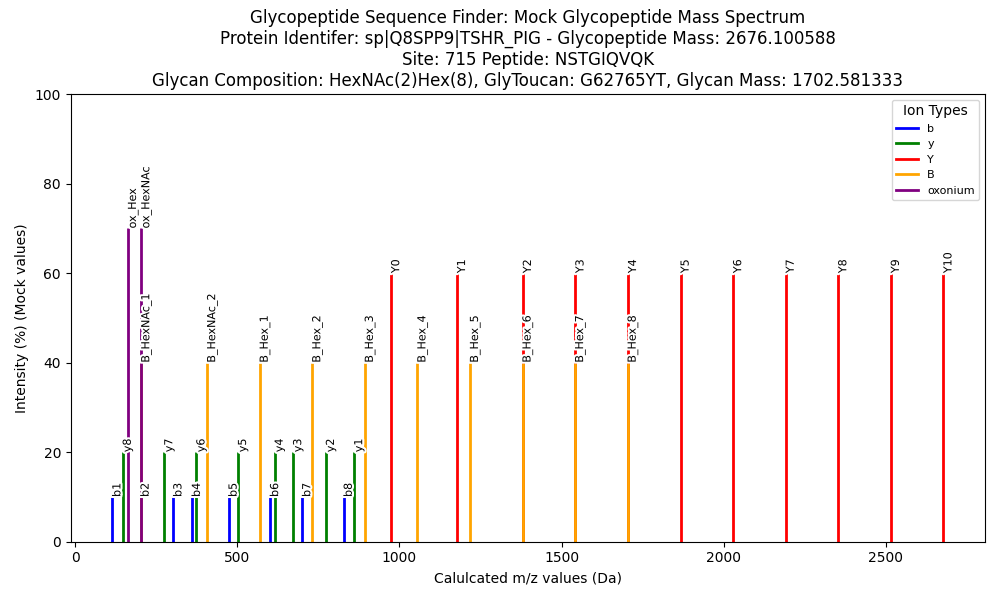 Glycopeptide Sequence Finder: Mock Glycopeptide Mass Spectrum
Protein Identifer: sp|Q8SPP9|TSHR_PIG - Glycopeptide Mass: 2676.100588
Site: 715 Peptide: NSTGIQVQK
Glycan Composition: HexNAc(2)Hex(8), GlyToucan: G62765YT, Glycan Mass: 1702.581333
100
80
60
40
20
0
Intensity (%) (Mock values)
Ion Types
b
y
Y
B
oxonium
ox_Hex
ox_HexNAc
Y0
Y1
Y2
Y3
Y4
Y5
Y6
Y7
Y8
Y9
Y10
B_HexNAc_1
B_HexNAc_2
B_Hex_1
B_Hex_2
B_Hex_3
B_Hex_4
B_Hex_5
B_Hex_6
B_Hex_7
B_Hex_8
y8
y7
y6
y5
y4
y3
y2
y1
b1
b2
b3
b4
b5
b6
b7
b8
0
500
1000
1500
2000
2500
Calulcated m/z values (Da)